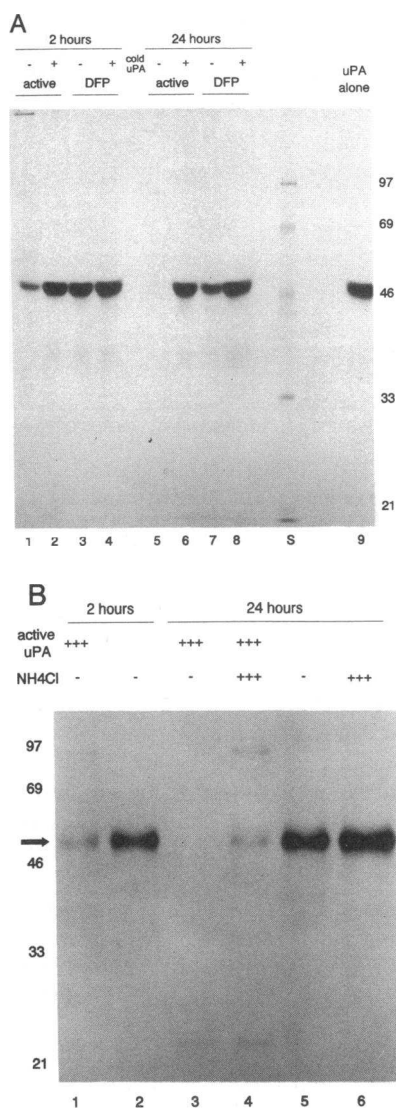 A
2 hours 24 hours
- + cold uPA - + - + uPA alone
active DFP active DFP
97
69
46
33
21
1 2 3 4 5 6 7 8 S 9
B
2 hours 24 hours
active uPA +++ +++ +++
NH4Cl - - - +++ - +++
97
69
46
33
21
1 2 3 4 5 6